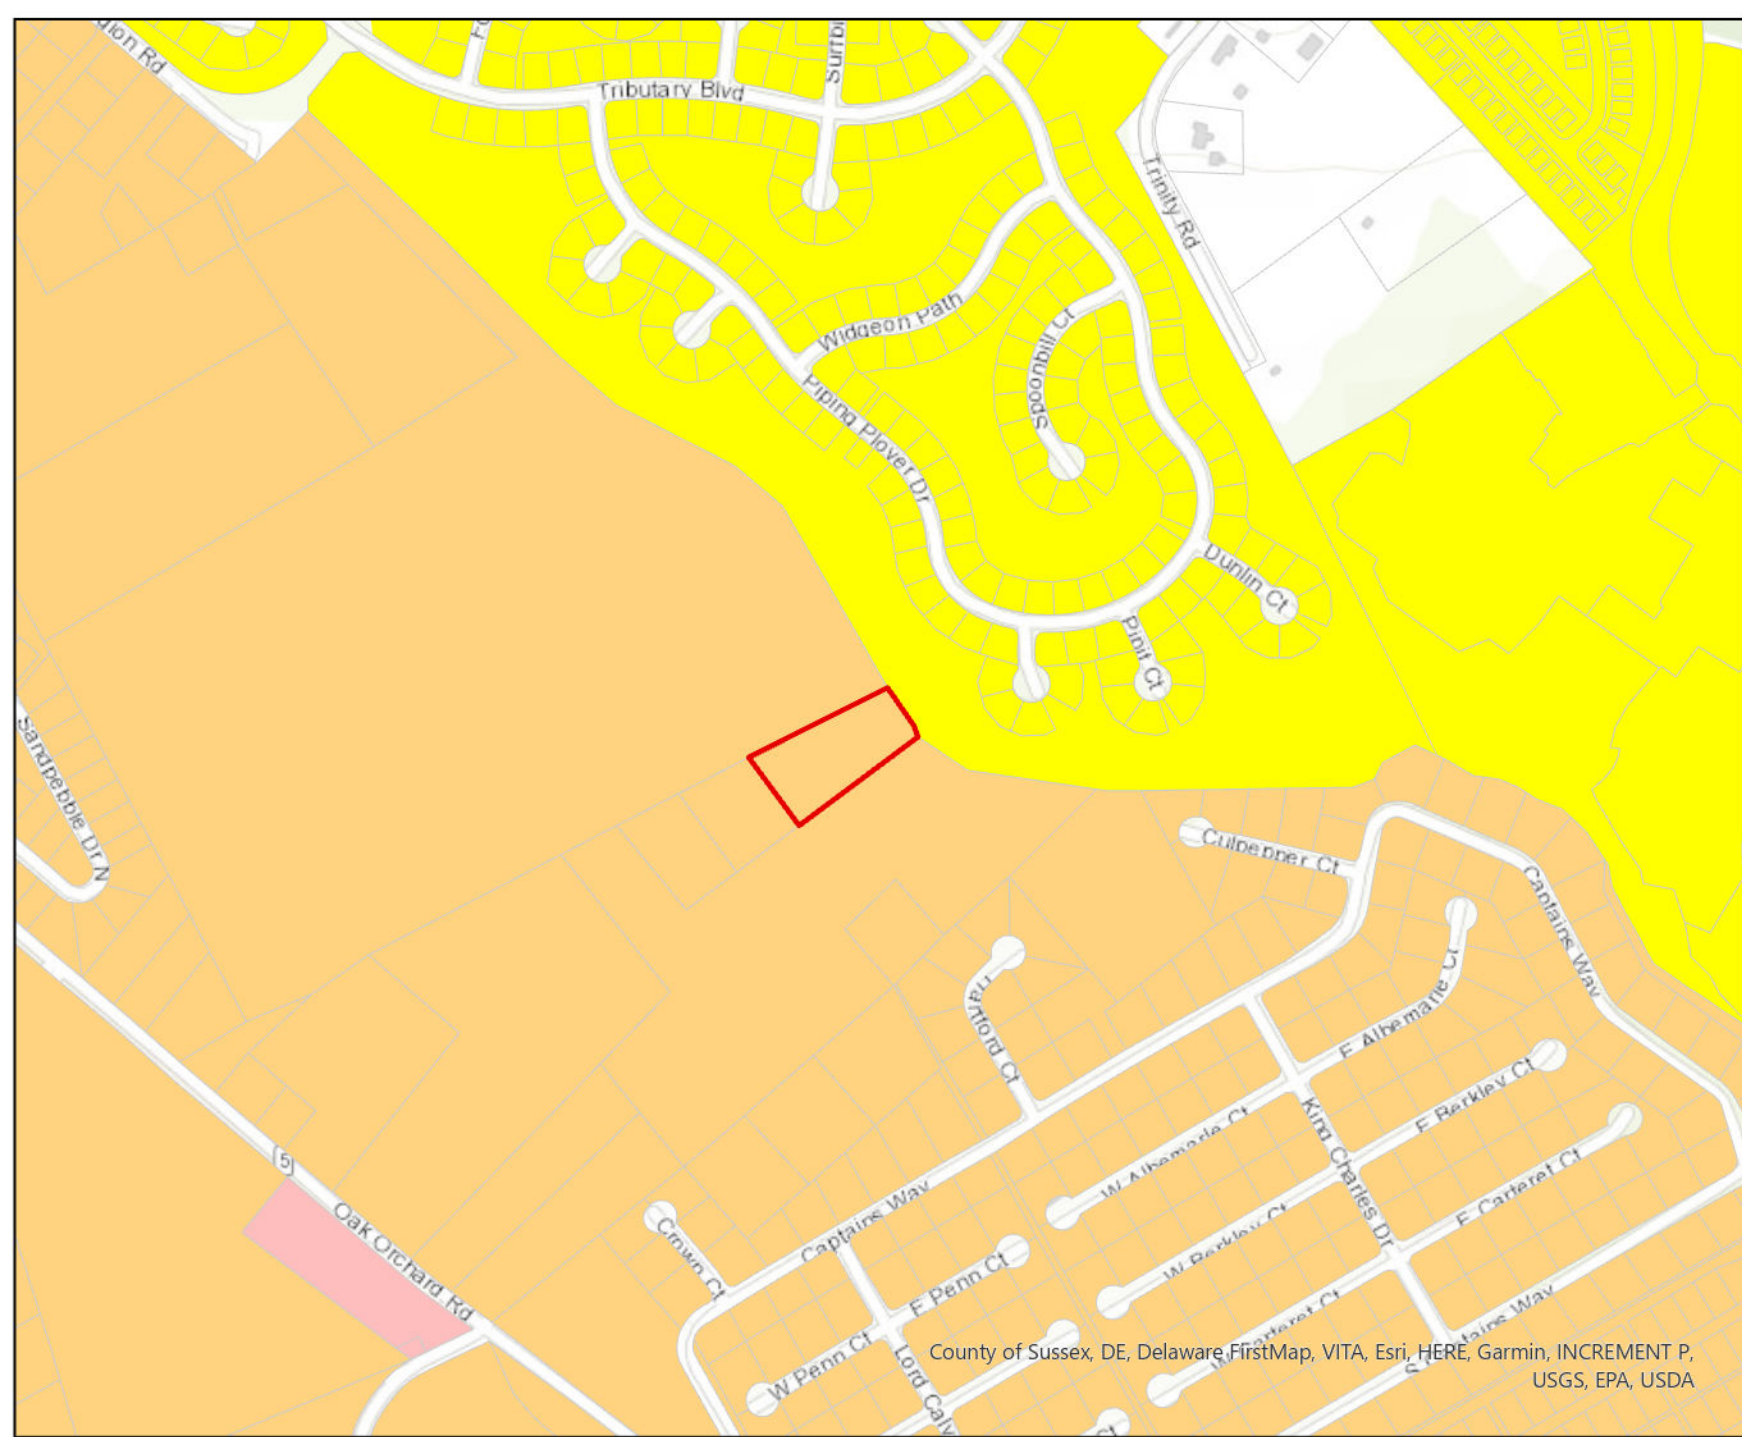 Tributary Blvd
Trinity Rd
Widgeon Path
Spoonbill Ct
Piping Plover Dr
Dunlin Ct
Pipit Ct
Sandpebble Dr N
Culpepper Ct
Captains Way
E Albemarle Ct
E Berkley Ct
King Charles Dr
W Albemarle Ct
5
E Carteret Ct
Captains Way
Oak Orchard Rd
Crown Ct
W Berkley Ct
E Penn Ct
W Penn Ct
Lord Calv
W Carteret Ct
County of Sussex, DE, Delaware FirstMap, VITA, Esri, HERE, Garmin, INCREMENT P,
USGS, EPA, USDA